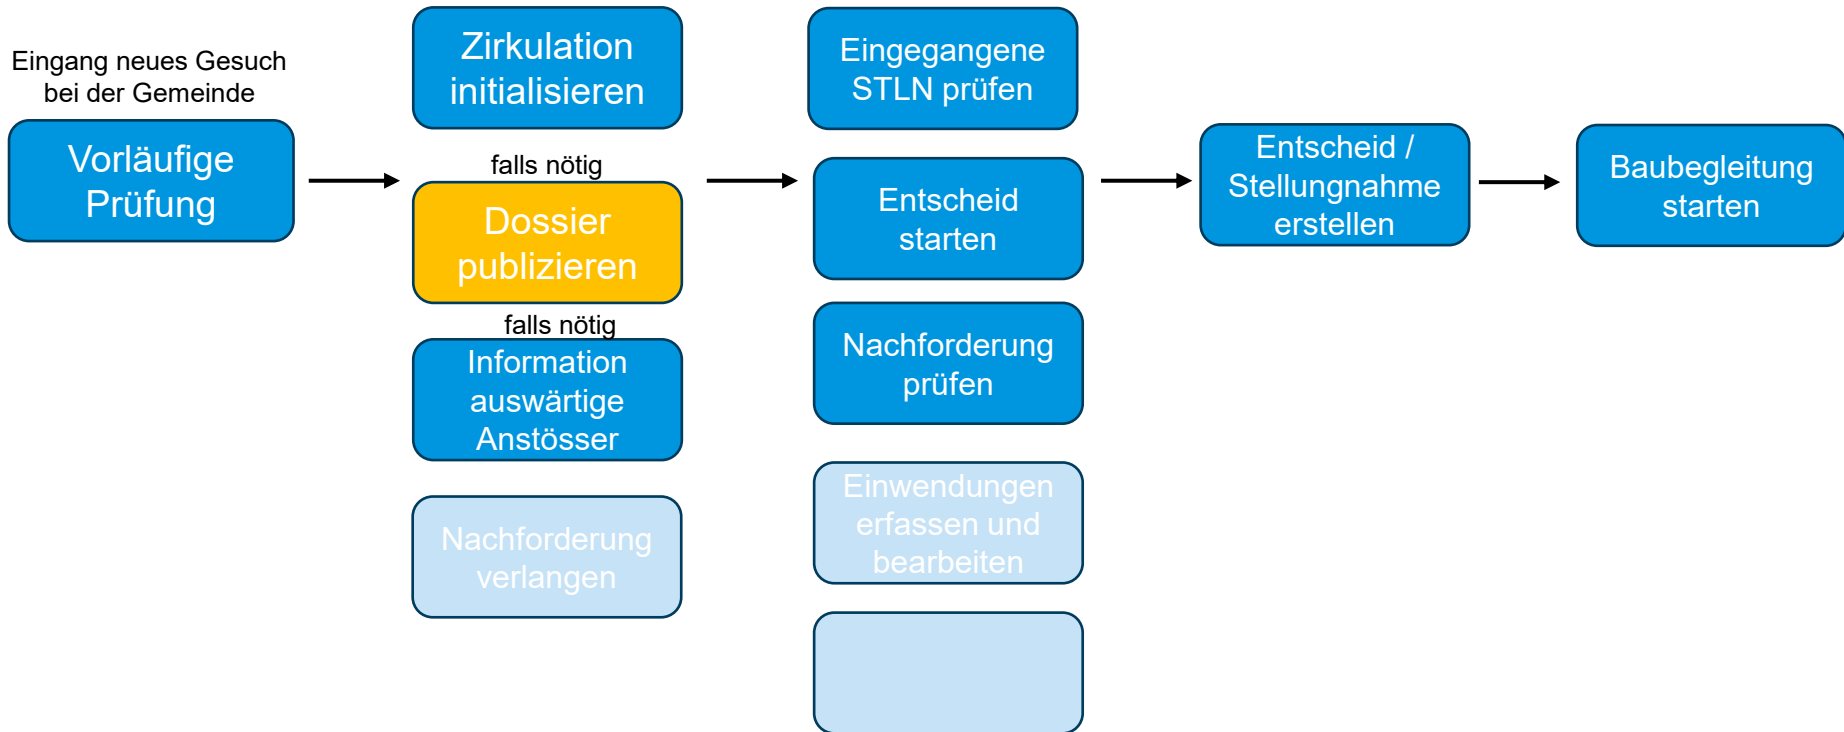 Eingang neues Gesuch
bei der Gemeinde
Vorläufige
Prüfung
Zirkulation
initialisieren
falls nötig
Dossier
publizieren
falls nötig
Information
auswärtige
Anstösser
Nachforderung
verlangen
Eingegangene
STLN prüfen
Entscheid
starten
Nachforderung
prüfen
Einwendungen
erfassen und
bearbeiten
Entscheid /
Stellungnahme
erstellen
Baubegleitung
starten